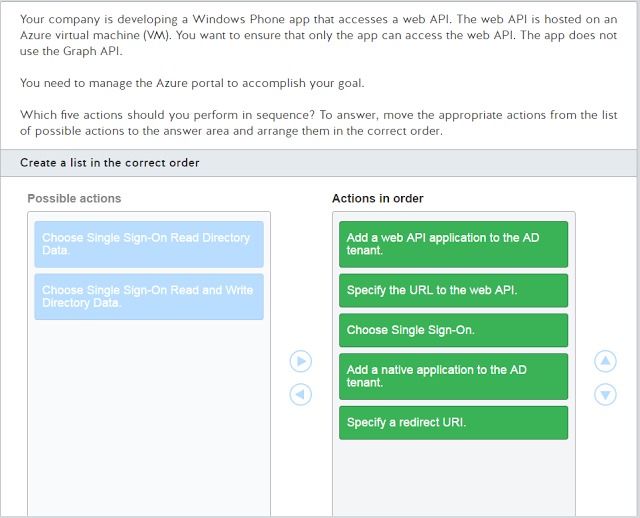 Your company is developing a Windows Phone app that accesses a web API. The web API is hosted on an
Azure virtual machine (VM). You want to ensure that only the app can access the web API. The app does not
use the Graph API.
You need to manage the Azure portal to accomplish your goal.
Which five actions should you perform in sequence? To answer, move the appropriate actions from the list
of possible actions to the answer area and arrange them in the correct order.
Create a list in the correct order
Possible actions
Choose Single Sign-On Read Directory
Data.
Choose Single Sign-On Read and Write
Directory Data.
Actions in order
Add a web API application to the AD
tenant.
Specify the URL to the web API.
Choose Single Sign-On.
Add a native application to the AD
tenant.
Specify a redirect URI.